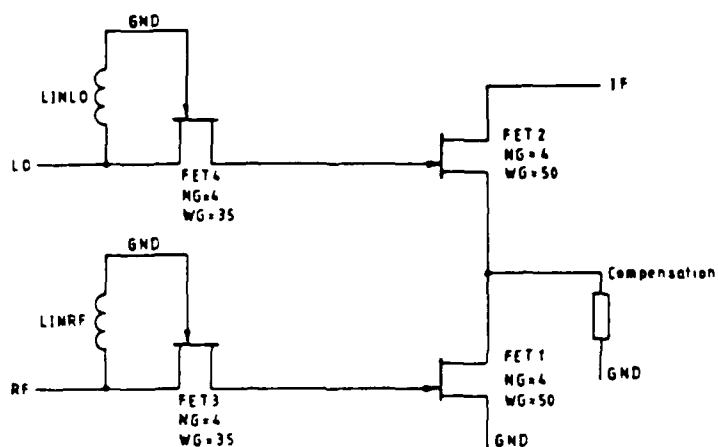 GND
LINLO
LO
FET4
NG=4
WG=35
IF
FET2
NG=4
WG=50
GND
LINRF
RF
FET3
NG=4
WG=35
Compensation
GND
FET1
NG=4
WG=50
GND